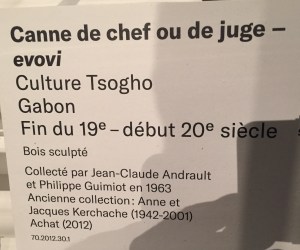 Canne de chef ou de juge –
evovi
Culture Tsogho
Gabon
Fin du 19e – début 20e siècle
Bois sculpté
Collecté par Jean-Claude Andrault
et Philippe Guimiot en 1963
Ancienne collection : Anne et
Jacques Kerchache (1942-2001)
Achat (2012)
70.2012.30.1